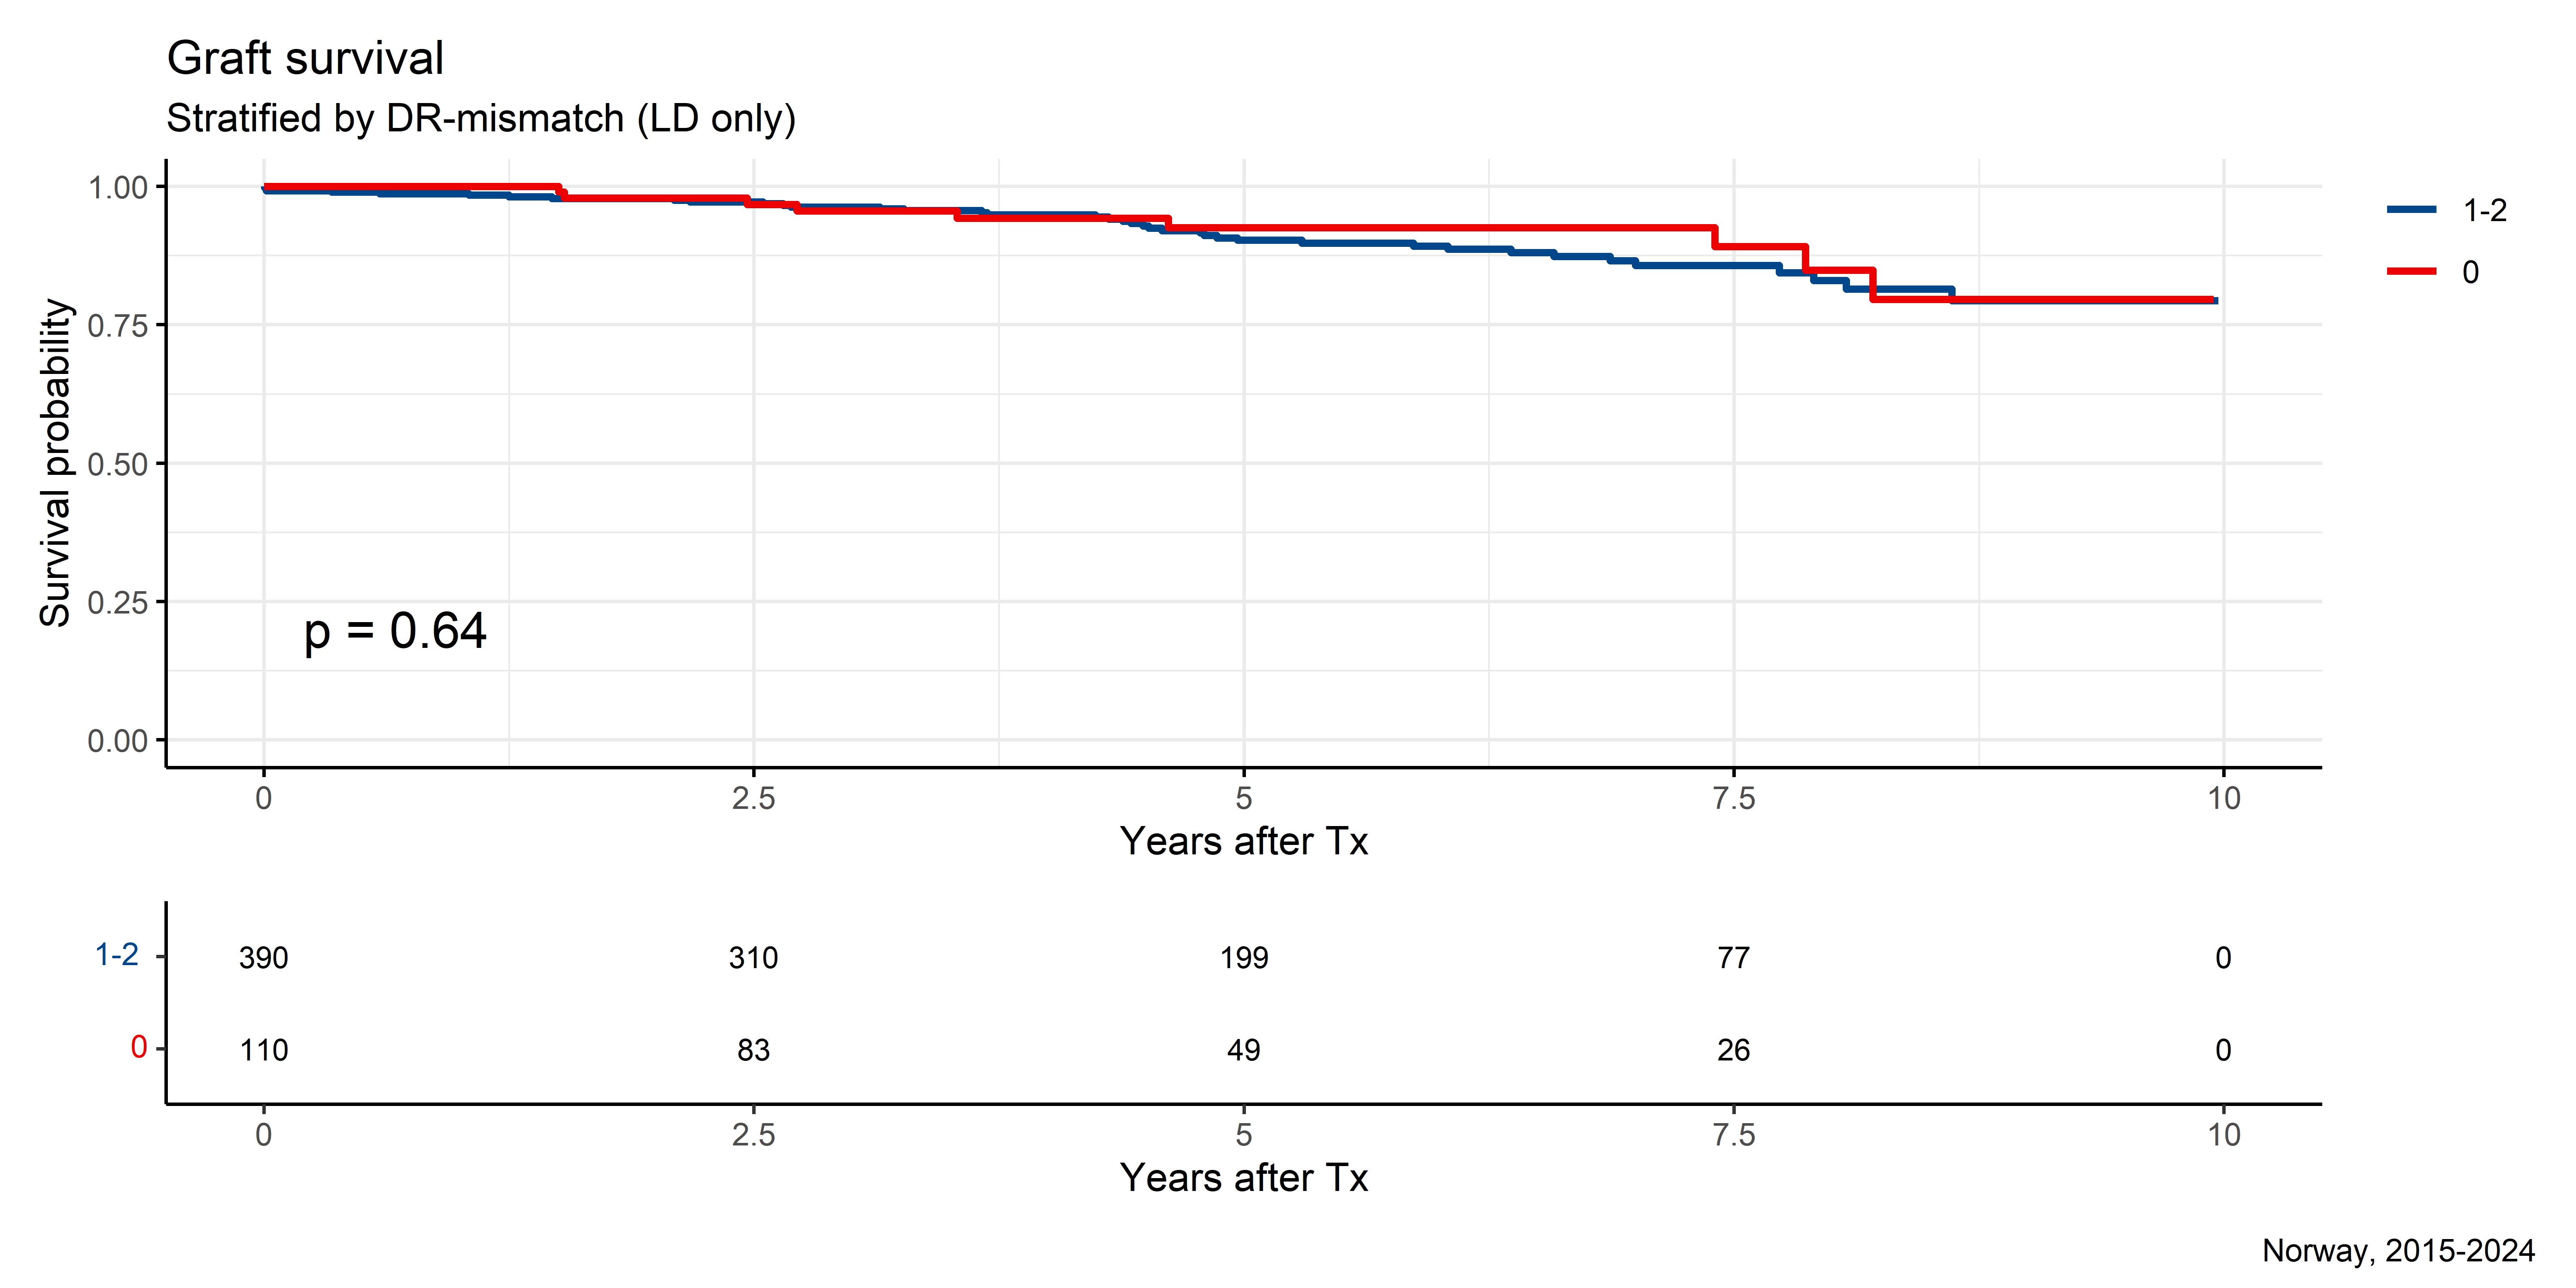 Graft survival
Stratified by DR-mismatch (LD only)
1.00
0.75
0.50
0.25
0.00
Survival probability
p = 0.64
1-2
0
0 2.5 5 7.5 10
Years after Tx
1-2 390 310 199 77 0
0 110 83 49 26 0
0 2.5 5 7.5 10
Years after Tx
Norway, 2015-2024